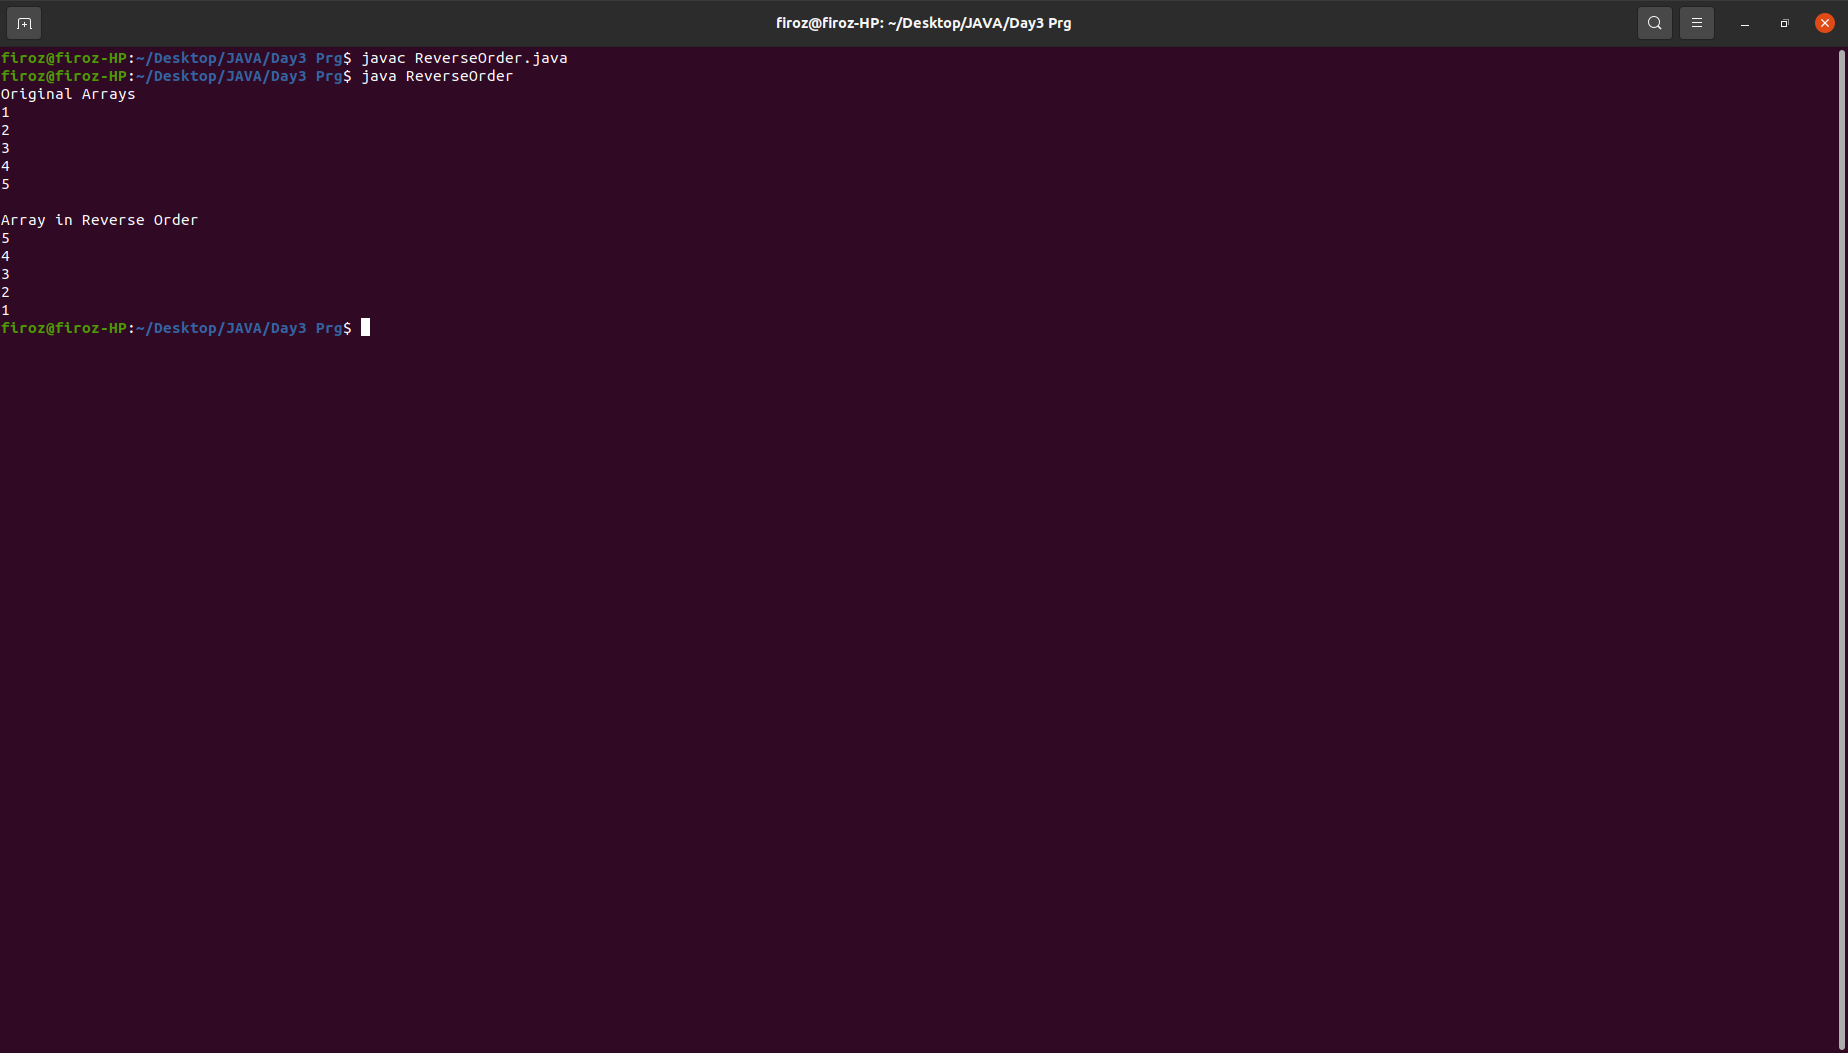 firoz@firoz-HP: ~/Desktop/JAVA/Day3 Prg
firoz@firoz-HP:~/Desktop/JAVA/Day3 Prg$ javac ReverseOrder.java
firoz@firoz-HP:~/Desktop/JAVA/Day3 Prg$ java ReverseOrder
Original Arrays
1
2
3
4
5

Array in Reverse Order
5
4
3
2
1
firoz@firoz-HP:~/Desktop/JAVA/Day3 Prg$